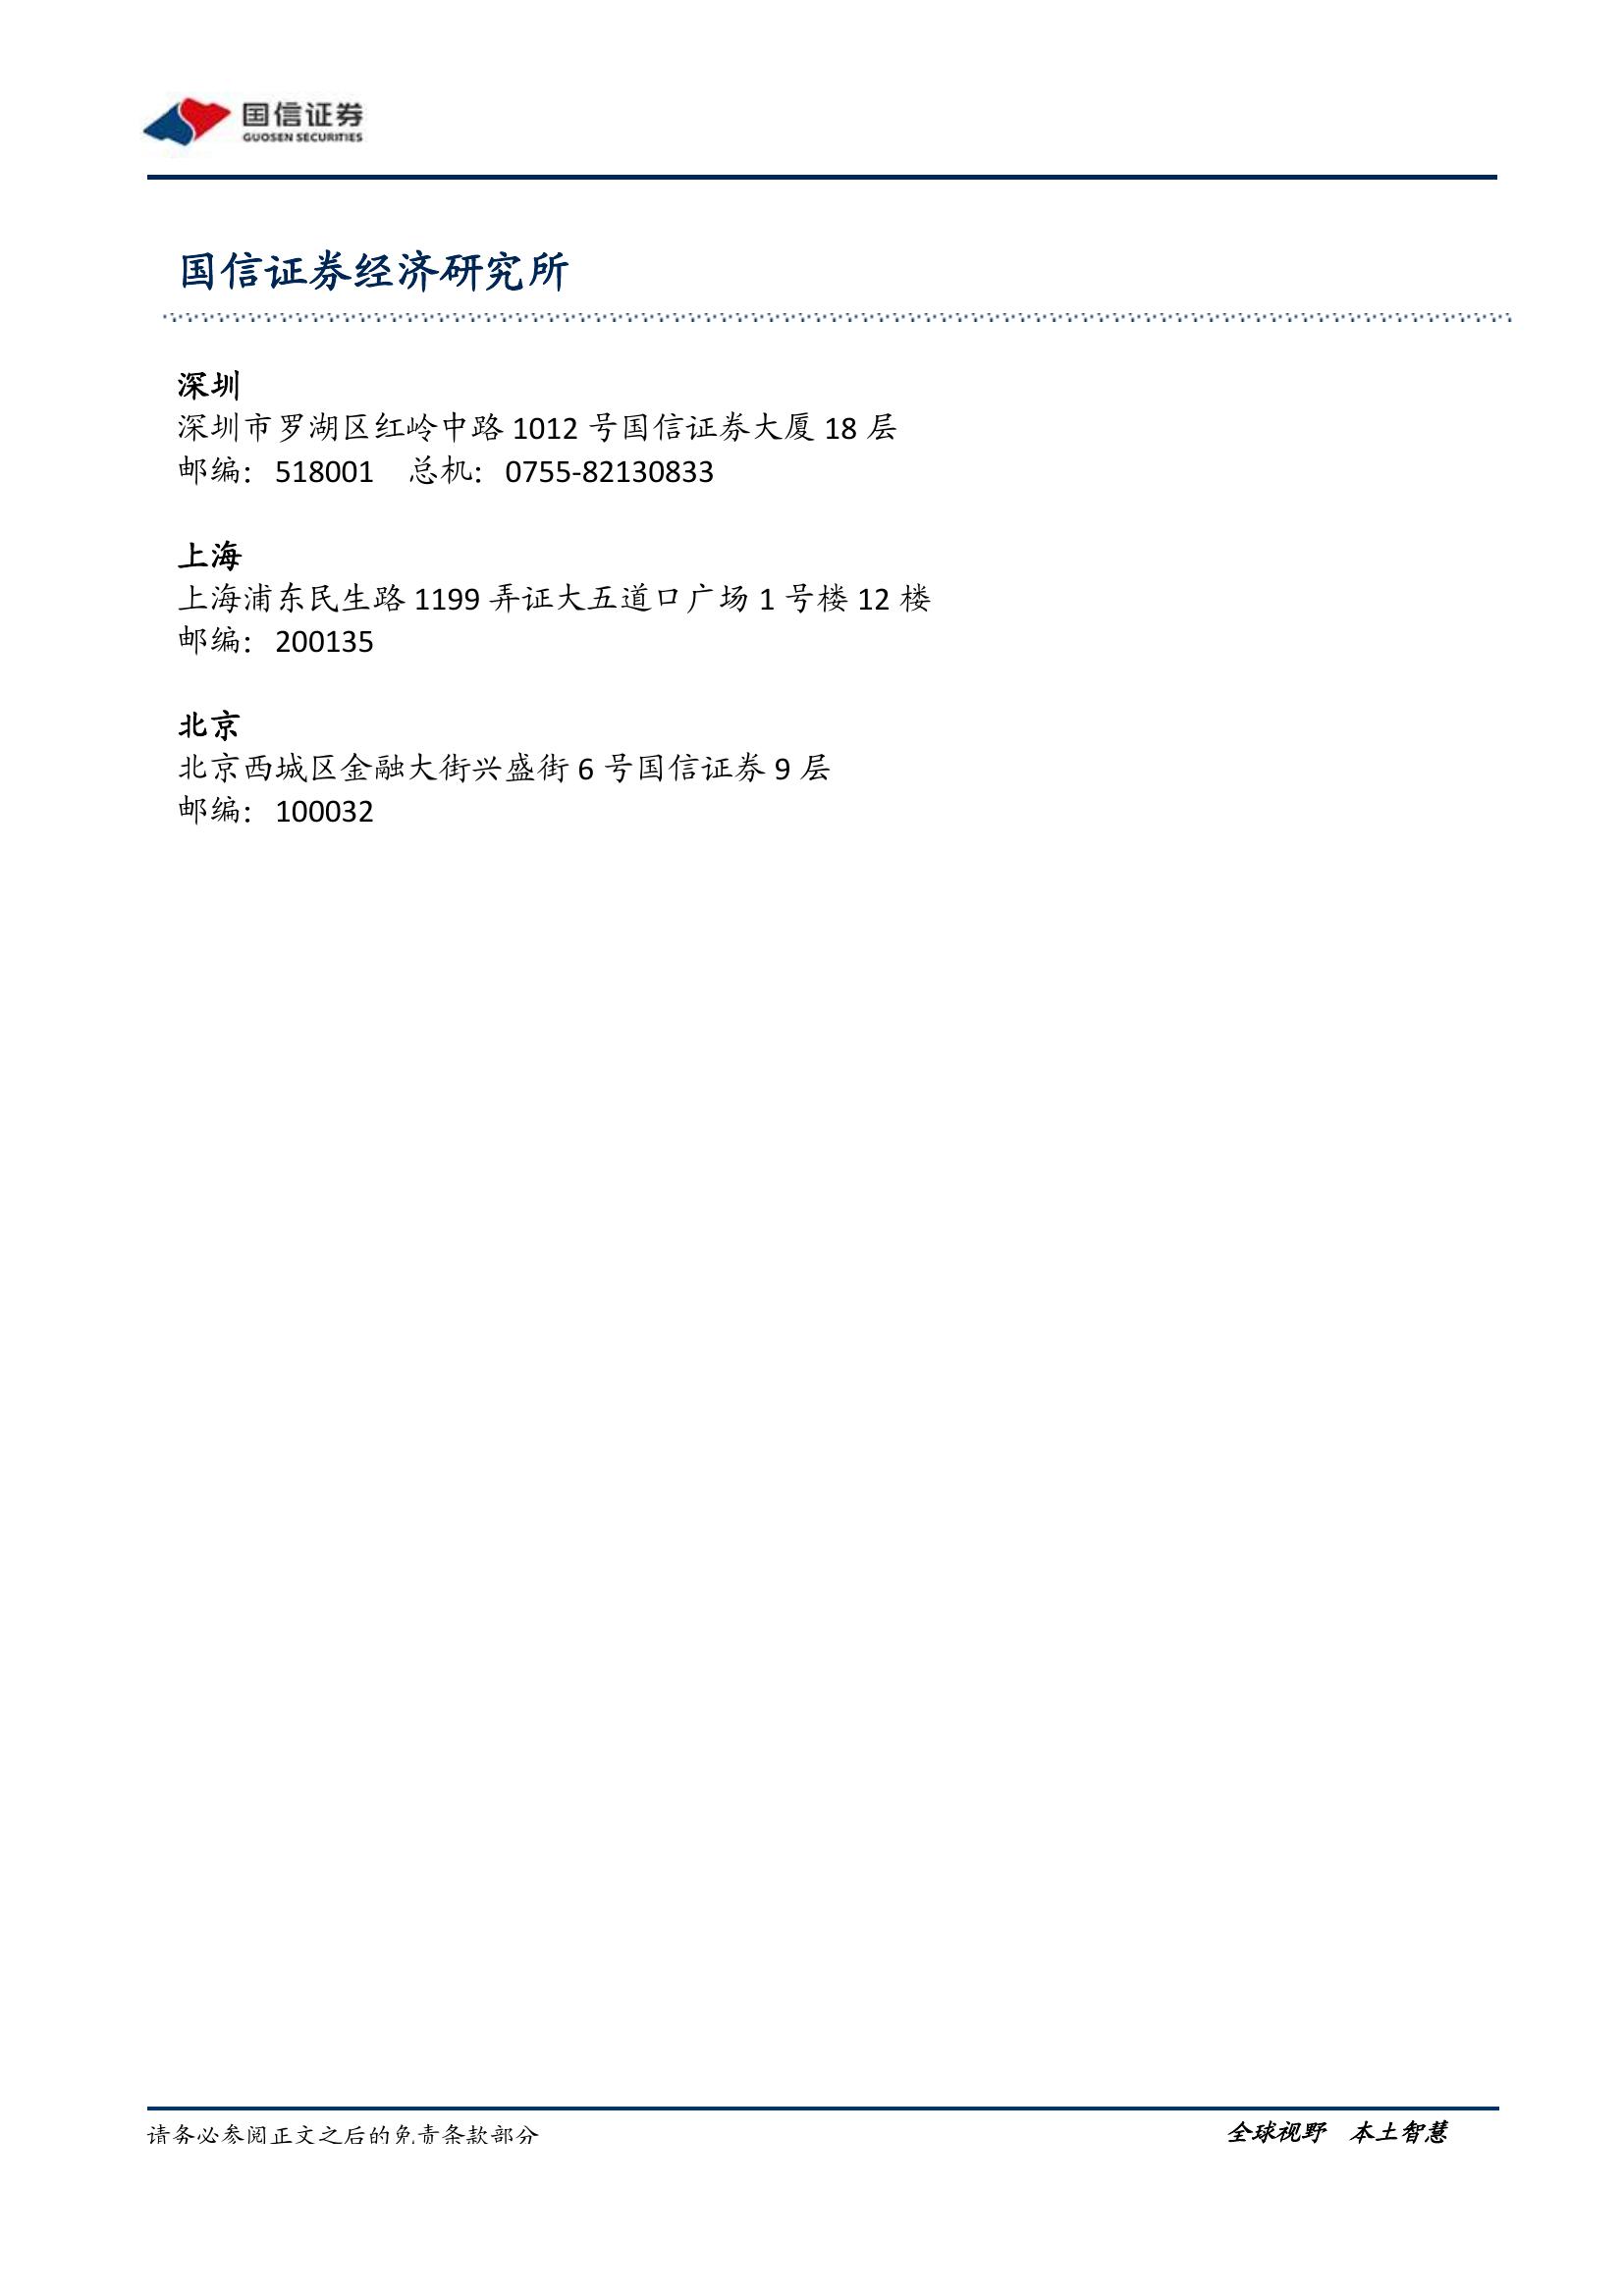 国信证券
GUOSEN SECURITIES
国信证券经济研究所
深圳
深圳市罗湖区红岭中路 1012 号国信证券大厦 18 层
邮编：518001 总机：0755-82130833
上海
上海浦东民生路 1199 弄证大五道口广场 1 号楼 12 楼
邮编：200135
北京
北京西城区金融大街兴盛街 6 号国信证券 9 层
邮编：100032
请务必参阅正文之后的免责条款部分
全球视野 本土智慧